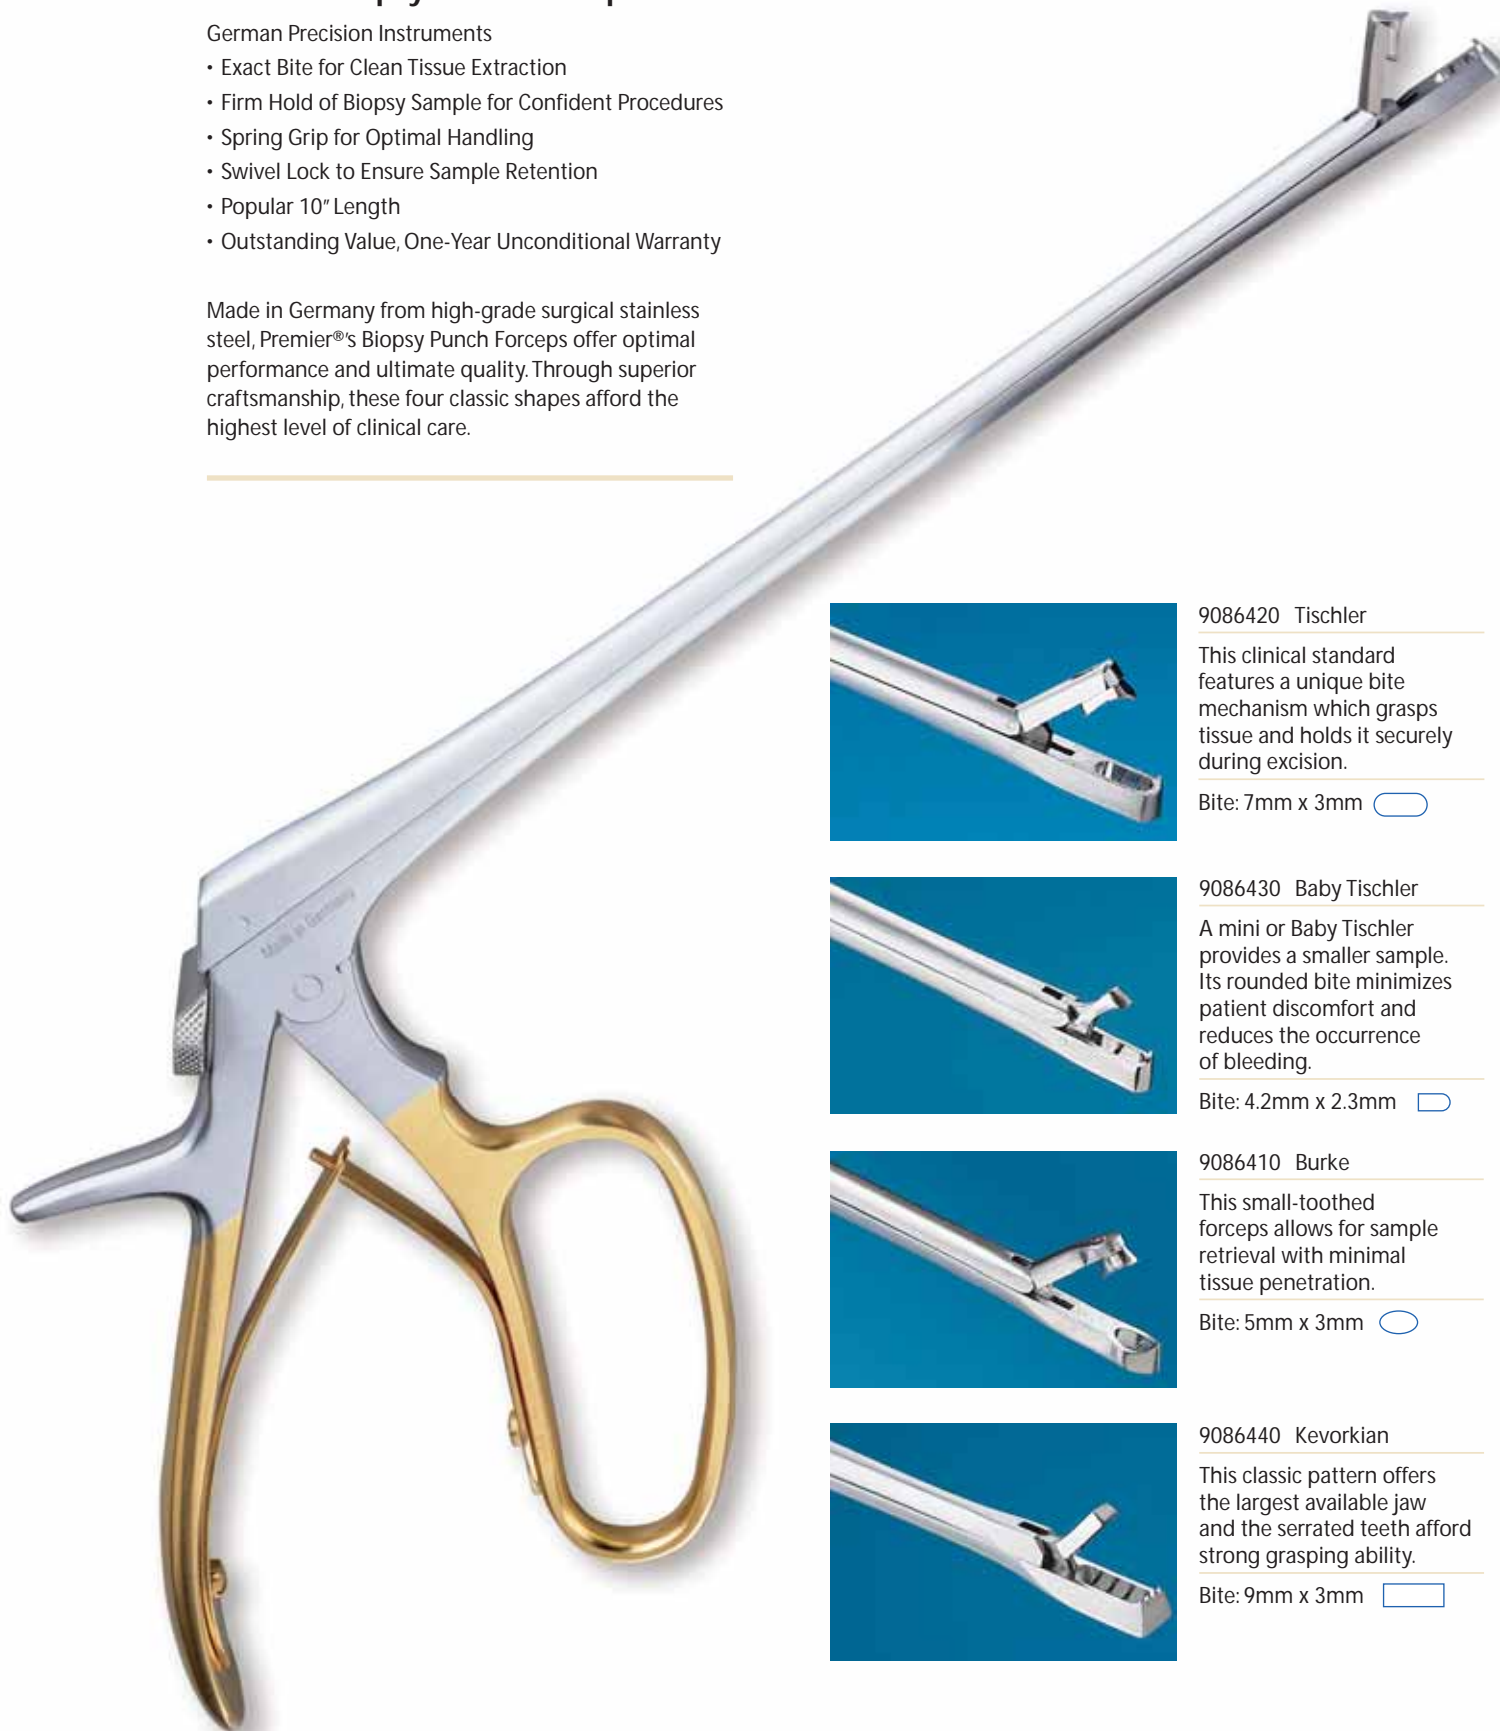 German Precision Instruments
• Exact Bite for Clean Tissue Extraction
• Firm Hold of Biopsy Sample for Confident Procedures
• Spring Grip for Optimal Handling
• Swivel Lock to Ensure Sample Retention
• Popular 10" Length
• Outstanding Value, One-Year Unconditional Warranty
Made in Germany from high-grade surgical stainless
steel, Premier®'s Biopsy Punch Forceps offer optimal
performance and ultimate quality. Through superior
craftsmanship, these four classic shapes afford the
highest level of clinical care.
Made in Germany
9086420 Tischler
This clinical standard
features a unique bite
mechanism which grasps
tissue and holds it securely
during excision.
Bite: 7mm x 3mm
9086430 Baby Tischler
A mini or Baby Tischler
provides a smaller sample.
Its rounded bite minimizes
patient discomfort and
reduces the occurrence
of bleeding.
Bite: 4.2mm x 2.3mm
9086410 Burke
This small-toothed
forceps allows for sample
retrieval with minimal
tissue penetration.
Bite: 5mm x 3mm
9086440 Kevorkian
This classic pattern offers
the largest available jaw
and the serrated teeth afford
strong grasping ability.
Bite: 9mm x 3mm